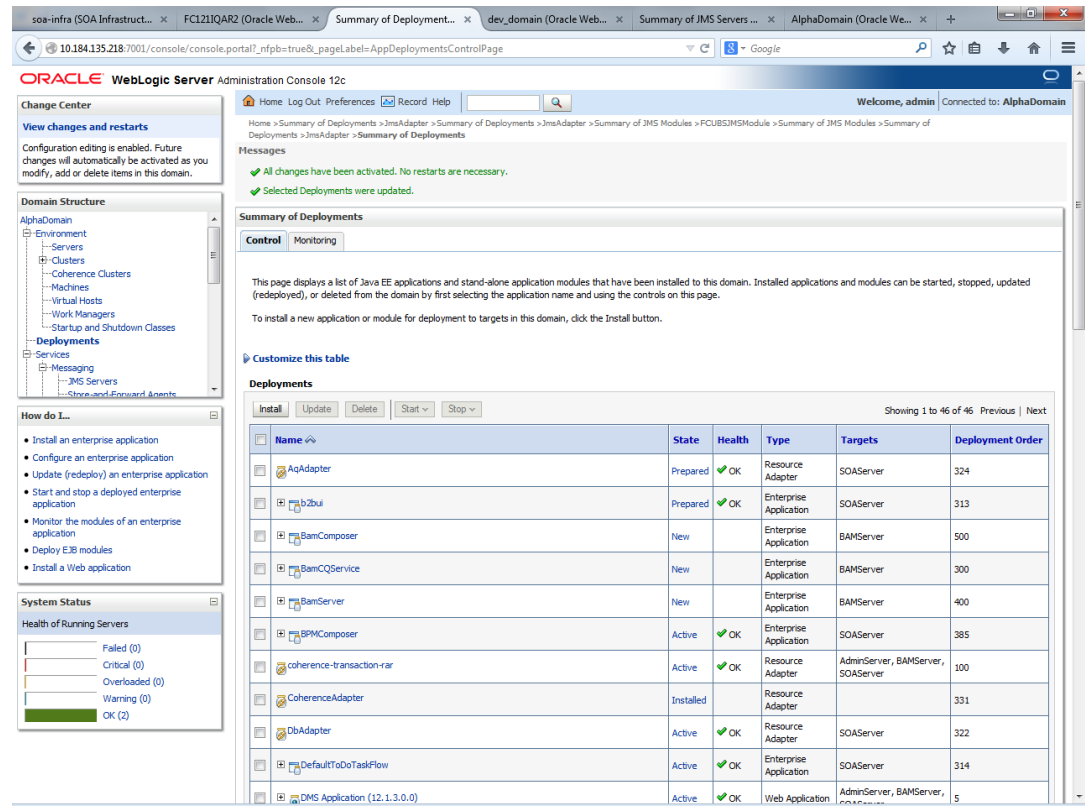 soa-infra (SOA Infrastruct... ×
FC121IQAR2 (Oracle Web... ×
Summary of Deployment... ×
dev_domain (Oracle Web... ×
Summary of JMS Servers ... ×
AlphaDomain (Oracle We... ×
+
10.184.135.218:7001/console/console.portal?_nfpb=true&_pageLabel=AppDeploymentsControlPage
8 Google
ORACLE WebLogic Server Administration Console 12c
Change Center
View changes and restarts
Configuration editing is enabled. Future
changes will automatically be activated as you
modify, add or delete items in this domain.
Domain Structure
AlphaDomain
Environment
Servers
Clusters
Coherence Clusters
Machines
Virtual Hosts
Work Managers
Startup and Shutdown Classes
Deployments
Services
Messaging
JMS Servers
Store-and-Forward Agents
How do I...
Install an enterprise application
Configure an enterprise application
Update (redeploy) an enterprise application
Start and stop a deployed enterprise
application
Monitor the modules of an enterprise
application
Deploy EJB modules
Install a Web application
System Status
Health of Running Servers
Failed (0)
Critical (0)
Overloaded (0)
Warning (0)
OK (2)
Home Log Out Preferences Record Help
Welcome, admin Connected to: AlphaDomain
Home >Summary of Deployments >JmsAdapter >Summary of Deployments >JmsAdapter >Summary of JMS Modules >FCUBSJMSModule >Summary of JMS Modules >Summary of
Deployments >JmsAdapter >Summary of Deployments
Messages
All changes have been activated. No restarts are necessary.
Selected Deployments were updated.
Summary of Deployments
Control Monitoring
This page displays a list of Java EE applications and stand-alone application modules that have been installed to this domain. Installed applications and modules can be started, stopped, updated
(redeployed), or deleted from the domain by first selecting the application name and using the controls on this page.
To install a new application or module for deployment to targets in this domain, click the Install button.
Customize this table
Deployments
Install Update Delete Start Stop
Showing 1 to 46 of 46 Previous | Next
Name State Health Type Targets Deployment Order
AqAdapter Prepared OK Resource Adapter SOAServer 324
b2bui Prepared OK Enterprise Application SOAServer 313
BamComposer New Enterprise Application BAMServer 500
BamCQService New Enterprise Application BAMServer 300
BamServer New Enterprise Application BAMServer 400
BPMComposer Active OK Enterprise Application SOAServer 385
coherence-transaction-rar Active OK Resource Adapter AdminServer, BAMServer, SOAServer 100
CoherenceAdapter Installed Resource Adapter 331
DbAdapter Active OK Resource Adapter SOAServer 322
DefaultToDoTaskFlow Active OK Enterprise Application SOAServer 314
DMS Application (12.1.3.0.0) Active OK Web Application AdminServer, BAMServer, 5